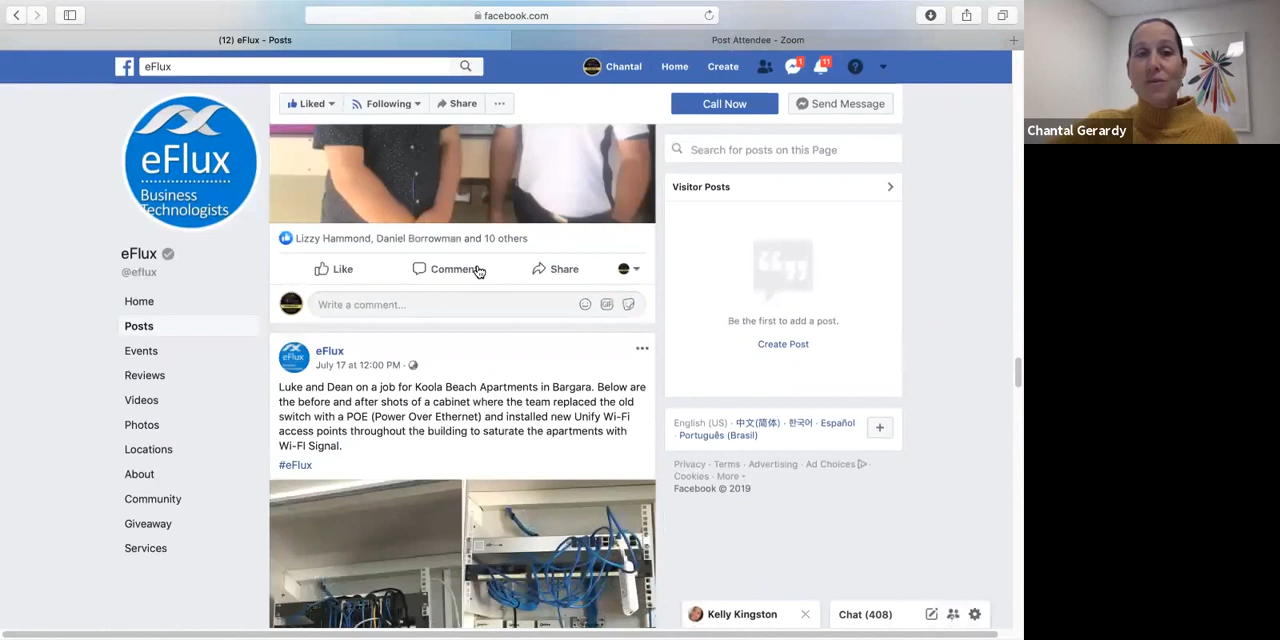 facebook.com
(12) eFlux - Posts
Post Attendee - Zoom
eFlux
Chantal
Home
Create
1
11
Chantal Gerardy
Liked
Following
Share
Call Now
Send Message
eFlux
Business
Technologists
eFlux
@eflux
Home
Posts
Events
Reviews
Videos
Photos
Locations
About
Community
Giveaway
Services
Lizzy Hammond, Daniel Borrowman and 10 others
Like
Comment
Share
Write a comment...
GIF
eFlux
eFlux
July 17 at 12:00 PM ·
Luke and Dean on a job for Koola Beach Apartments in Bargara. Below are
the before and after shots of a cabinet where the team replaced the old
switch with a POE (Power Over Ethernet) and installed new Unify Wi-Fi
access points throughout the building to saturate the apartments with
Wi-FI Signal.
#eFlux
Search for posts on this Page
Visitor Posts
Be the first to add a post.
Create Post
English (US) · 中文(简体) · 한국어 · Español
· Português (Brasil)
Privacy · Terms · Advertising · Ad Choices ·
Cookies · More
Facebook © 2019
Kelly Kingston
Chat (408)